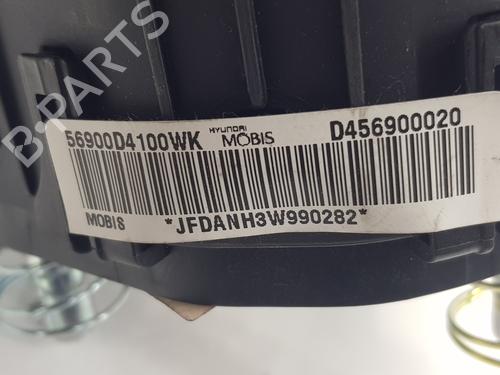 B-PARTS
56900D4100WK HYUNDAI MOBIS D456900020
MOBIS *JFDANH3W990282*